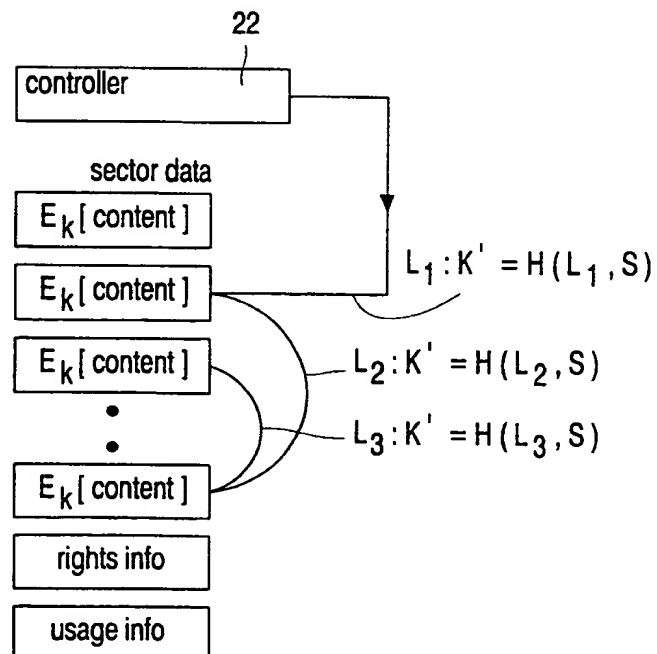 22
controller
sector data
E_k[content]
E_k[content]
L_1:K' = H(L_1,S)
E_k[content]
L_2:K' = H(L_2,S)
L_3:K' = H(L_3,S)
E_k[content]
rights info
usage info